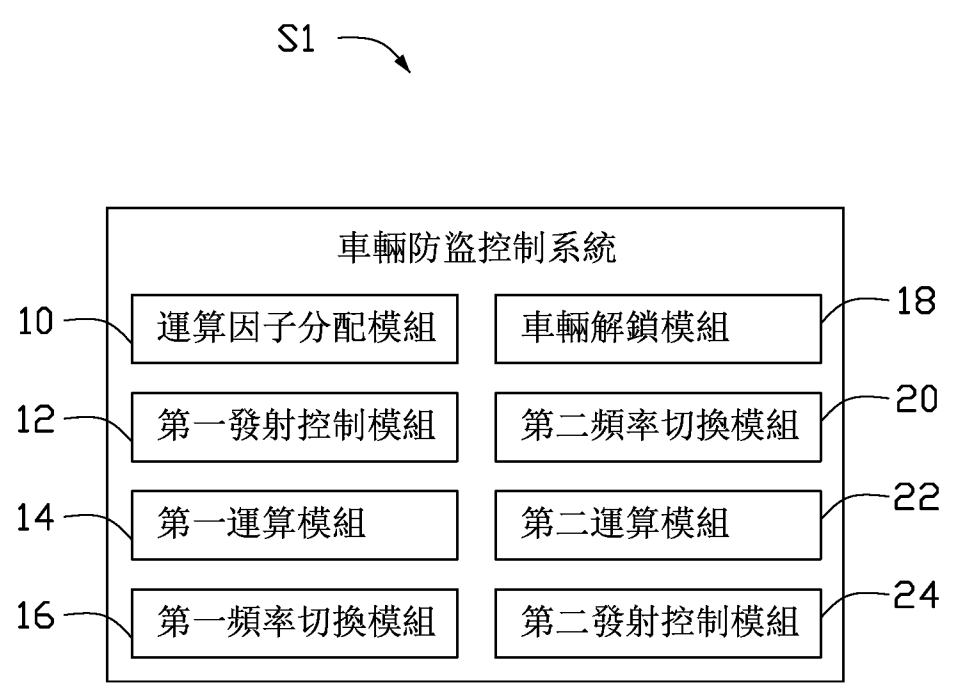 S1
車輛防盜控制系統
10 運算因子分配模組 車輛解鎖模組 18
12 第一發射控制模組 第二頻率切換模組 20
14 第一運算模組 第二運算模組 22
16 第一頻率切換模組 第二發射控制模組 24